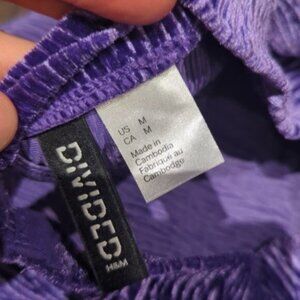 DIVIDED
H&M
US M
CA M
Made in
Cambodia
Fabriqué au
Cambodge